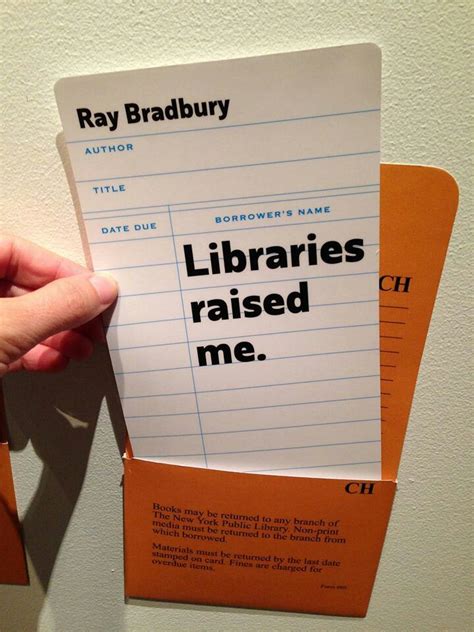 Ray Bradbury
AUTHOR
TITLE
DATE DUE
BORROWER'S NAME
Libraries
raised
me.
CH
CH
Books may be returned to any branch of
The New York Public Library. Non-print
media must be returned to the branch from
which borrowed.
Materials must be returned by the last date
stamped on card. Fines are charged for
overdue items.